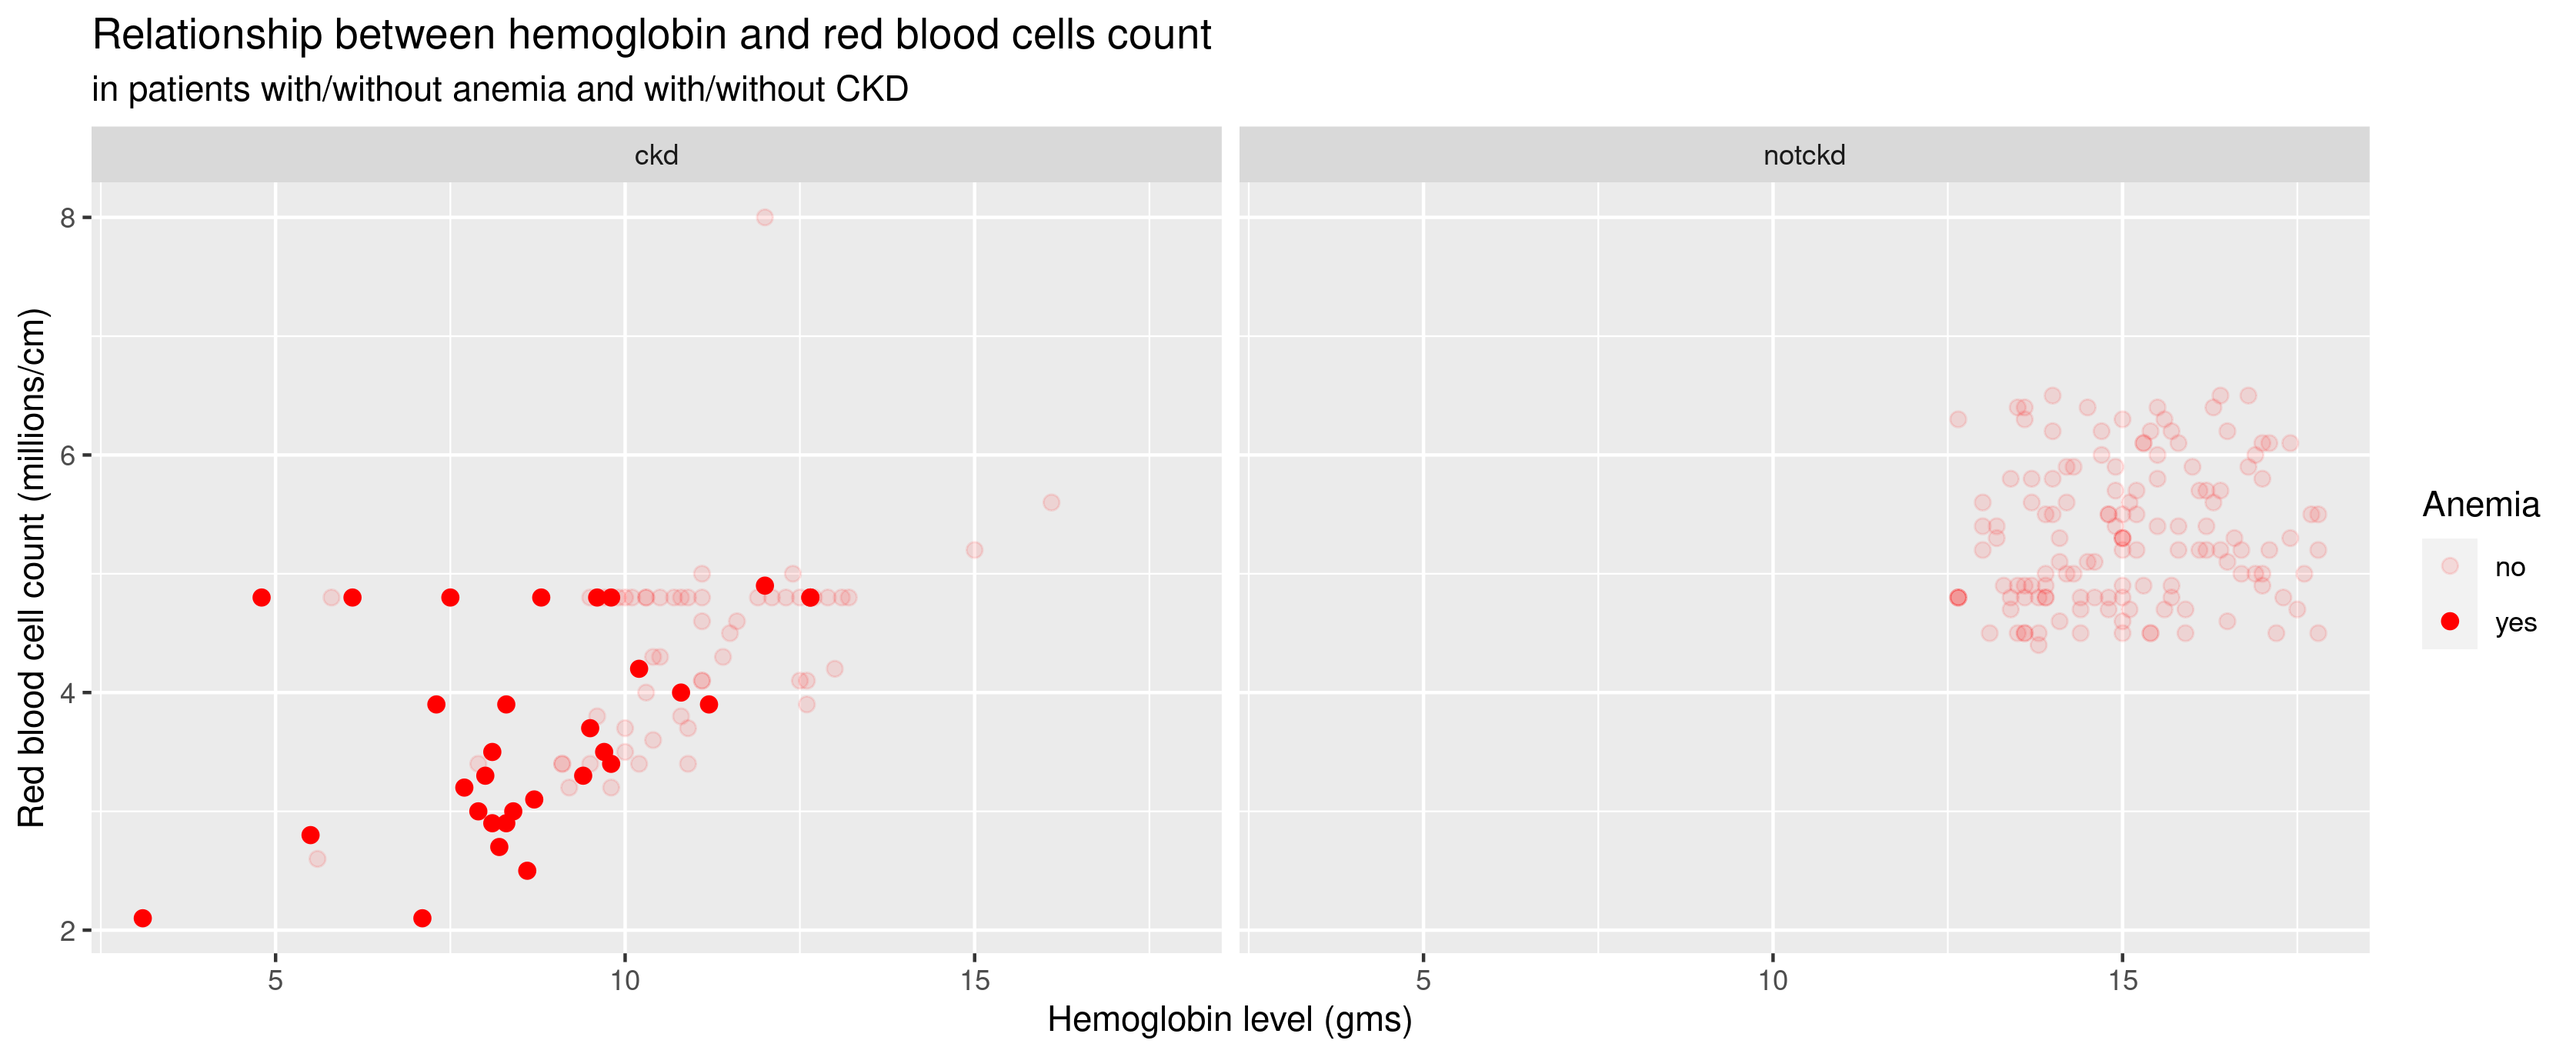 Relationship between hemoglobin and red blood cells count
in patients with/without anemia and with/without CKD
ckd
notckd
8
6
4
2
Red blood cell count (millions/cm)
5
10
15
5
10
15
Hemoglobin level (gms)
Anemia
no
yes